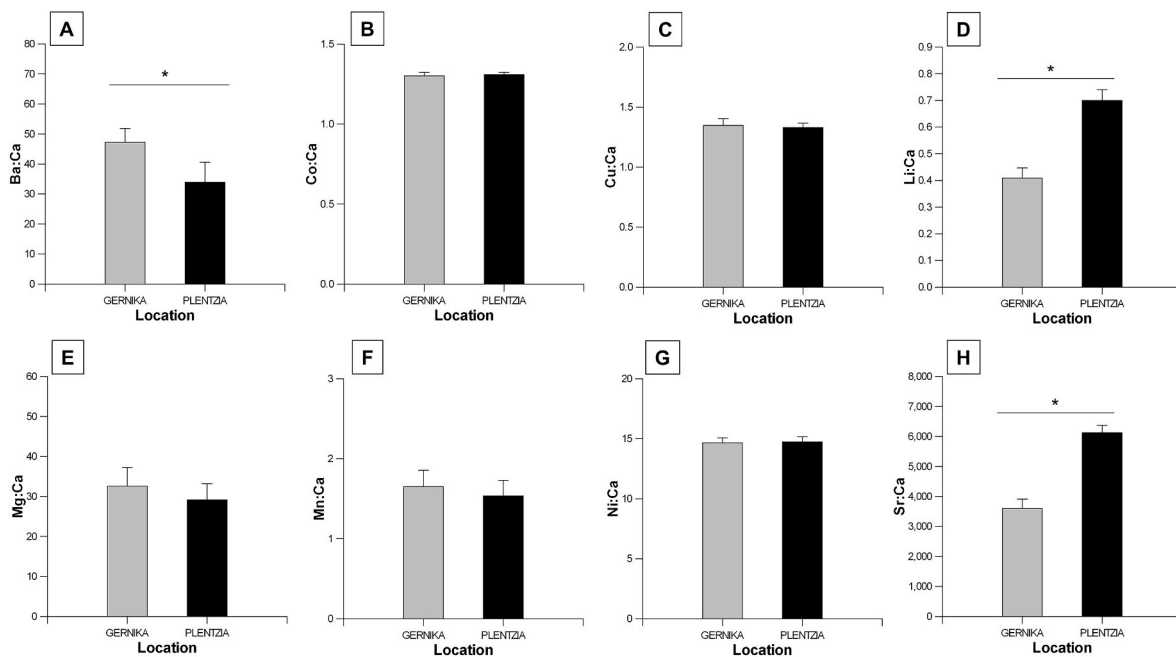 A
B
C
D
80
70
60
50
40
30
20
10
0
Ba:Ca
*
GERNIKA
PLENTZIA
Location
1.5
1.0
0.5
0.0
Co:Ca
GERNIKA
PLENTZIA
Location
2.0
1.5
1.0
0.5
0.0
Cu:Ca
GERNIKA
PLENTZIA
Location
0.9
0.8
0.7
0.6
0.5
0.4
0.3
0.2
0.1
0.0
Li:Ca
*
GERNIKA
PLENTZIA
Location
E
F
G
H
60
50
40
30
20
10
0
Mg:Ca
GERNIKA
PLENTZIA
Location
3
2
1
0
Mn:Ca
GERNIKA
PLENTZIA
Location
20
15
10
5
0
Ni:Ca
GERNIKA
PLENTZIA
Location
8,000
7,000
6,000
5,000
4,000
3,000
2,000
1,000
0
Sr:Ca
*
GERNIKA
PLENTZIA
Location